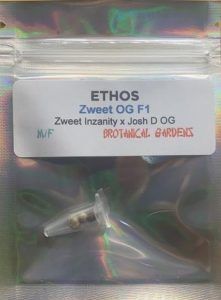 ETHOS
Zweet OG F1
Zweet Inzanity x Josh D OG
M/F BROTANICAL GARDENS